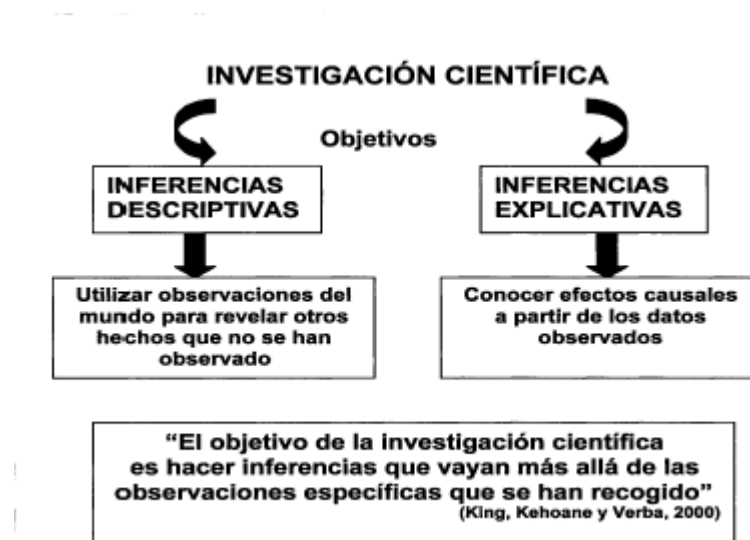 INVESTIGACIÓN CIENTÍFICA
Objetivos
INFERENCIAS
DESCRIPTIVAS
INFERENCIAS
EXPLICATIVAS
Utilizar observaciones del
mundo para revelar otros
hechos que no se han
observado
Conocer efectos causales
a partir de los datos
observados
“El objetivo de la investigación científica
es hacer inferencias que vayan más allá de las
observaciones específicas que se han recogido”
(King, Kehoane y Verba, 2000)